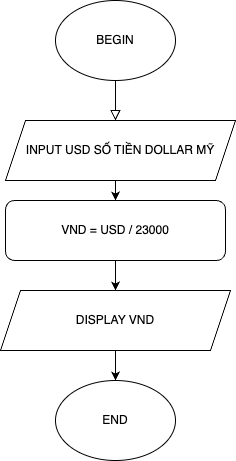 BEGIN
INPUT USD SỐ TIỀN DOLLAR MỸ
VND = USD / 23000
DISPLAY VND
END